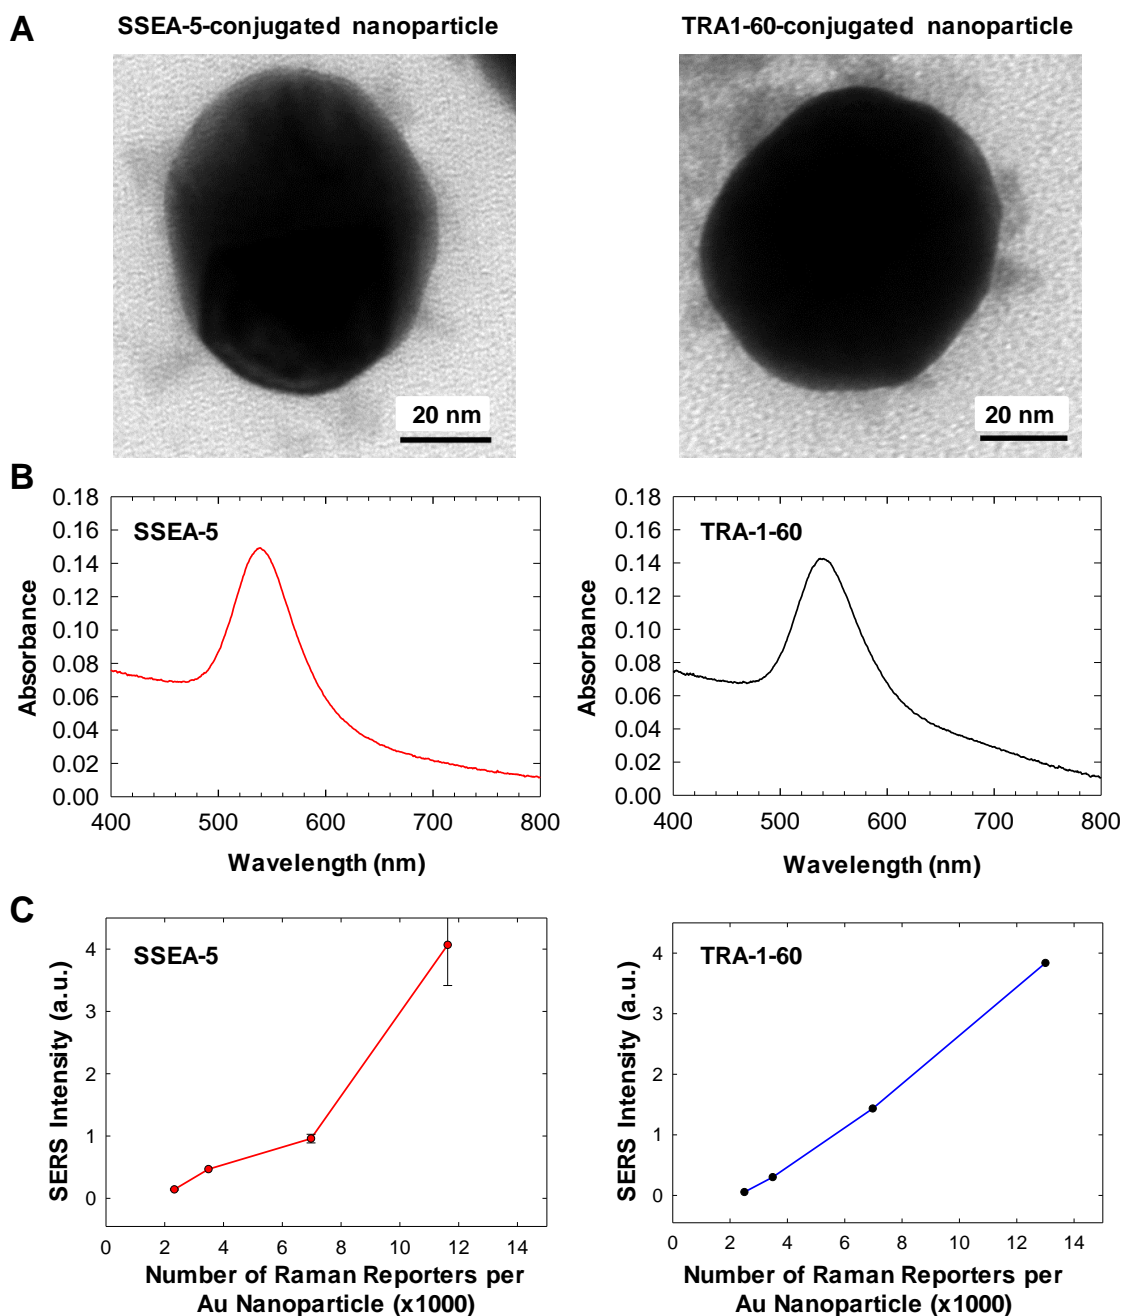 A
SSEA-5-conjugated nanoparticle
TRA1-60-conjugated nanoparticle
20 nm
20 nm
B
SSEA-5
0.18
0.16
0.14
0.12
0.10
0.08
0.06
0.04
0.02
0.00
Absorbance
400 500 600 700 800
Wavelength (nm)
TRA-1-60
0.18
0.16
0.14
0.12
0.10
0.08
0.06
0.04
0.02
0.00
Absorbance
400 500 600 700 800
Wavelength (nm)
C
SSEA-5
4
3
2
1
0
SERS Intensity (a.u.)
0 2 4 6 8 10 12 14
Number of Raman Reporters per
Au Nanoparticle (x1000)
TRA-1-60
4
3
2
1
0
SERS Intensity (a.u.)
0 2 4 6 8 10 12 14
Number of Raman Reporters per
Au Nanoparticle (x1000)